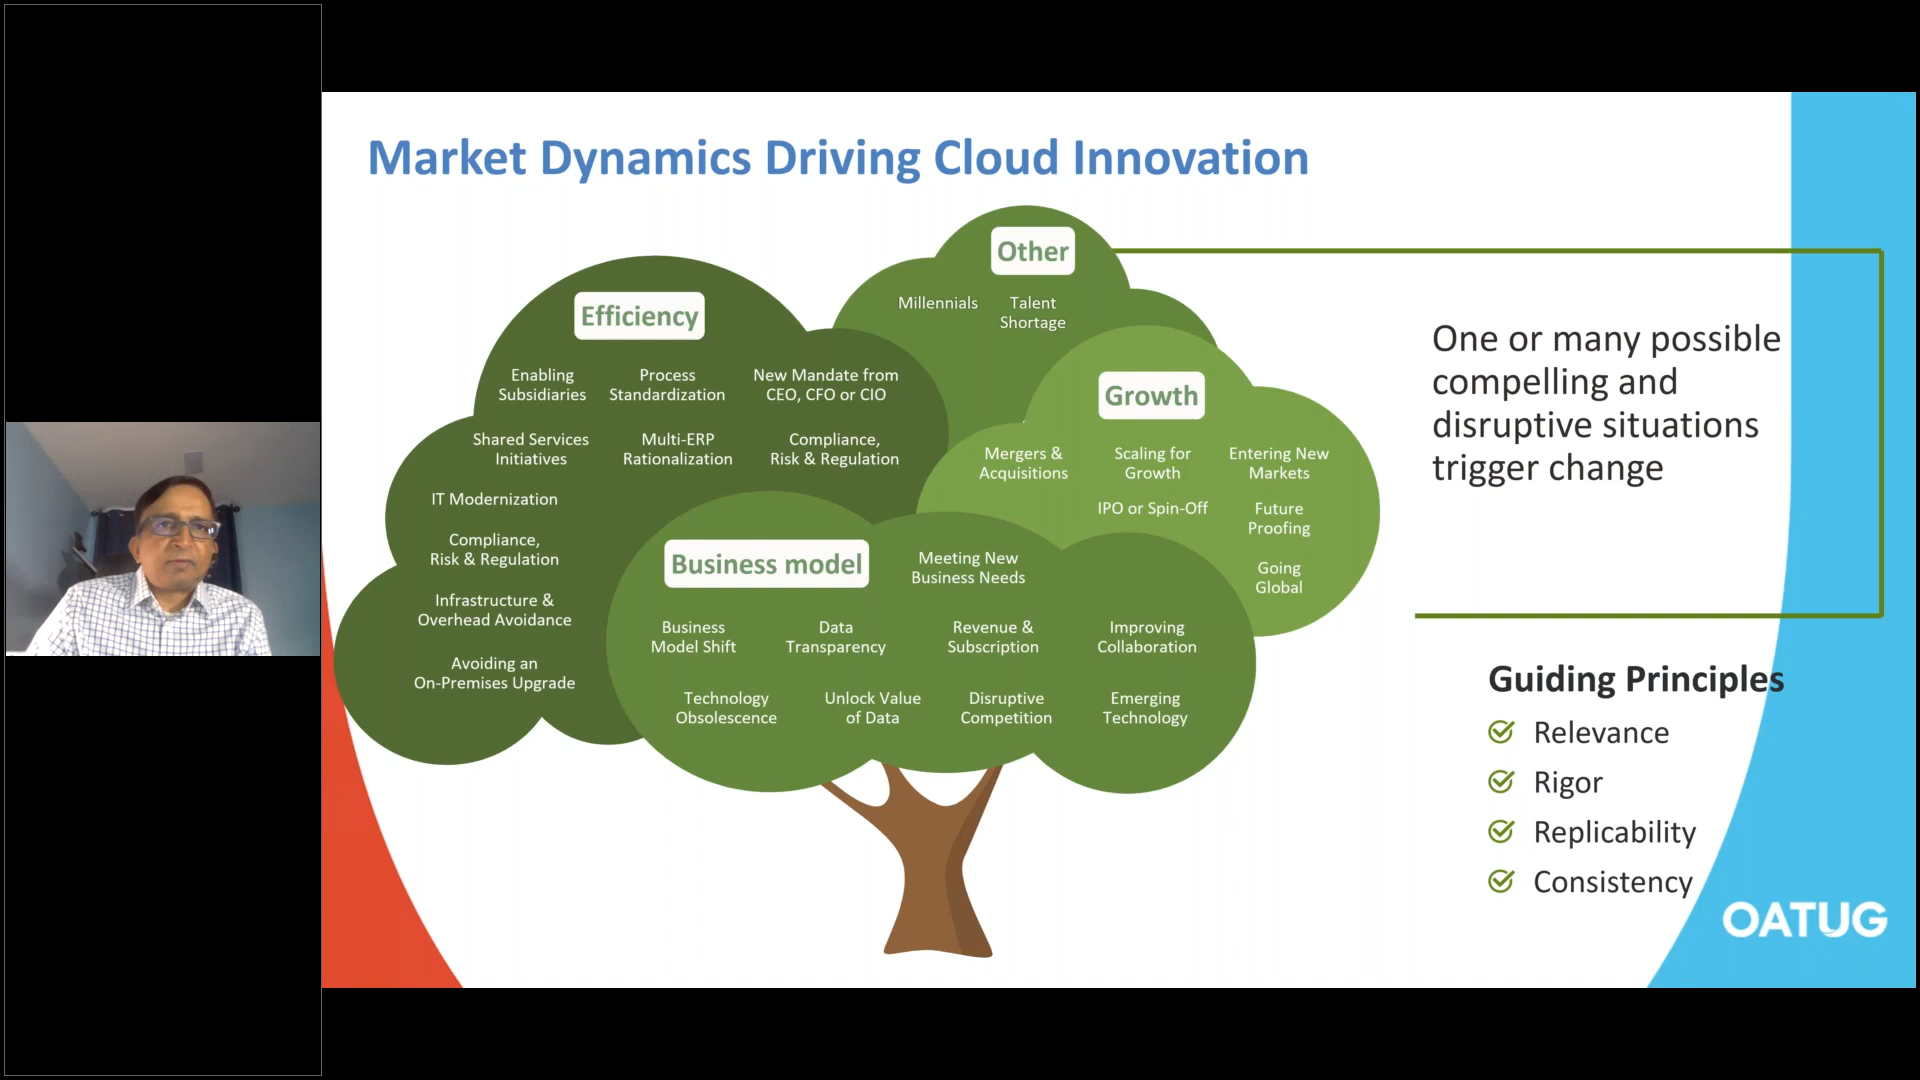 Market Dynamics Driving Cloud Innovation
Other
Millennials
Talent
Shortage
Efficiency
Enabling
Subsidiaries
Process
Standardization
New Mandate from
CEO, CFO or CIO
Shared Services
Initiatives
Multi-ERP
Rationalization
Compliance,
Risk & Regulation
IT Modernization
Compliance,
Risk & Regulation
Infrastructure &
Overhead Avoidance
Avoiding an
On-Premises Upgrade
Growth
Mergers &
Acquisitions
Scaling for
Growth
Entering New
Markets
IPO or Spin-Off
Future
Proofing
Going
Global
Business model
Meeting New
Business Needs
Business
Model Shift
Data
Transparency
Revenue &
Subscription
Improving
Collaboration
Technology
Obsolescence
Unlock Value
of Data
Disruptive
Competition
Emerging
Technology
One or many possible
compelling and
disruptive situations
trigger change
Guiding Principles
Relevance
Rigor
Replicability
Consistency
OATUG